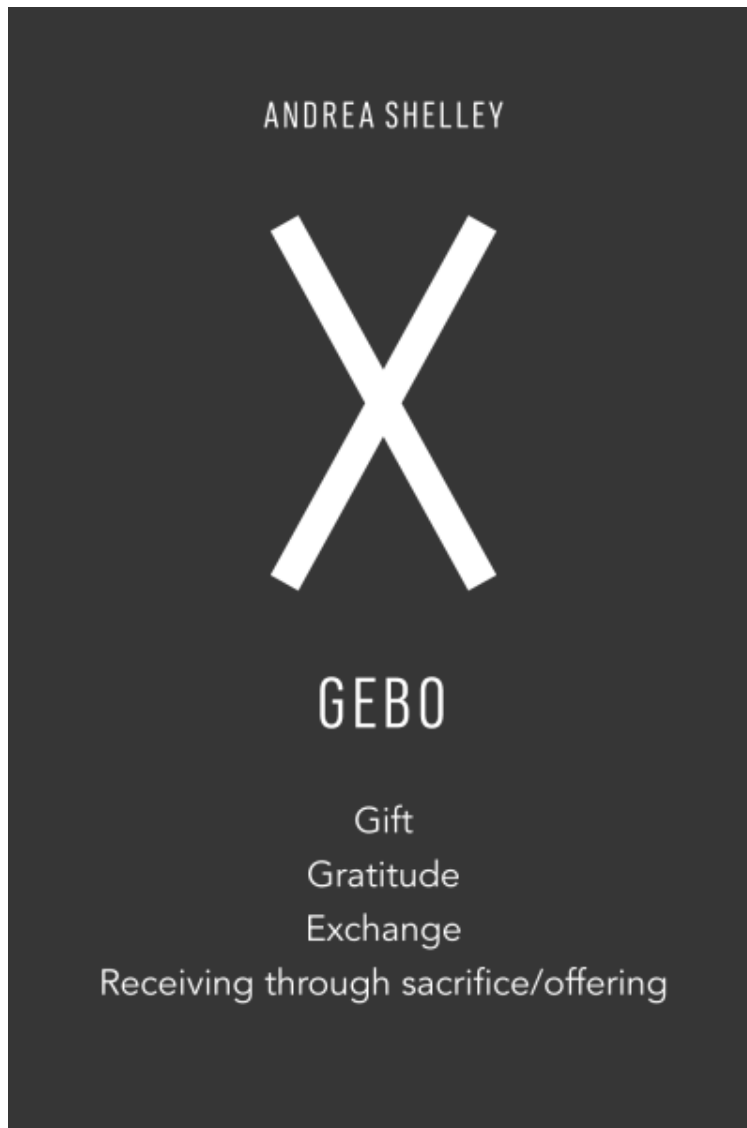 ANDREA SHELLEY
GEBO
Gift
Gratitude
Exchange
Receiving through sacrifice/offering